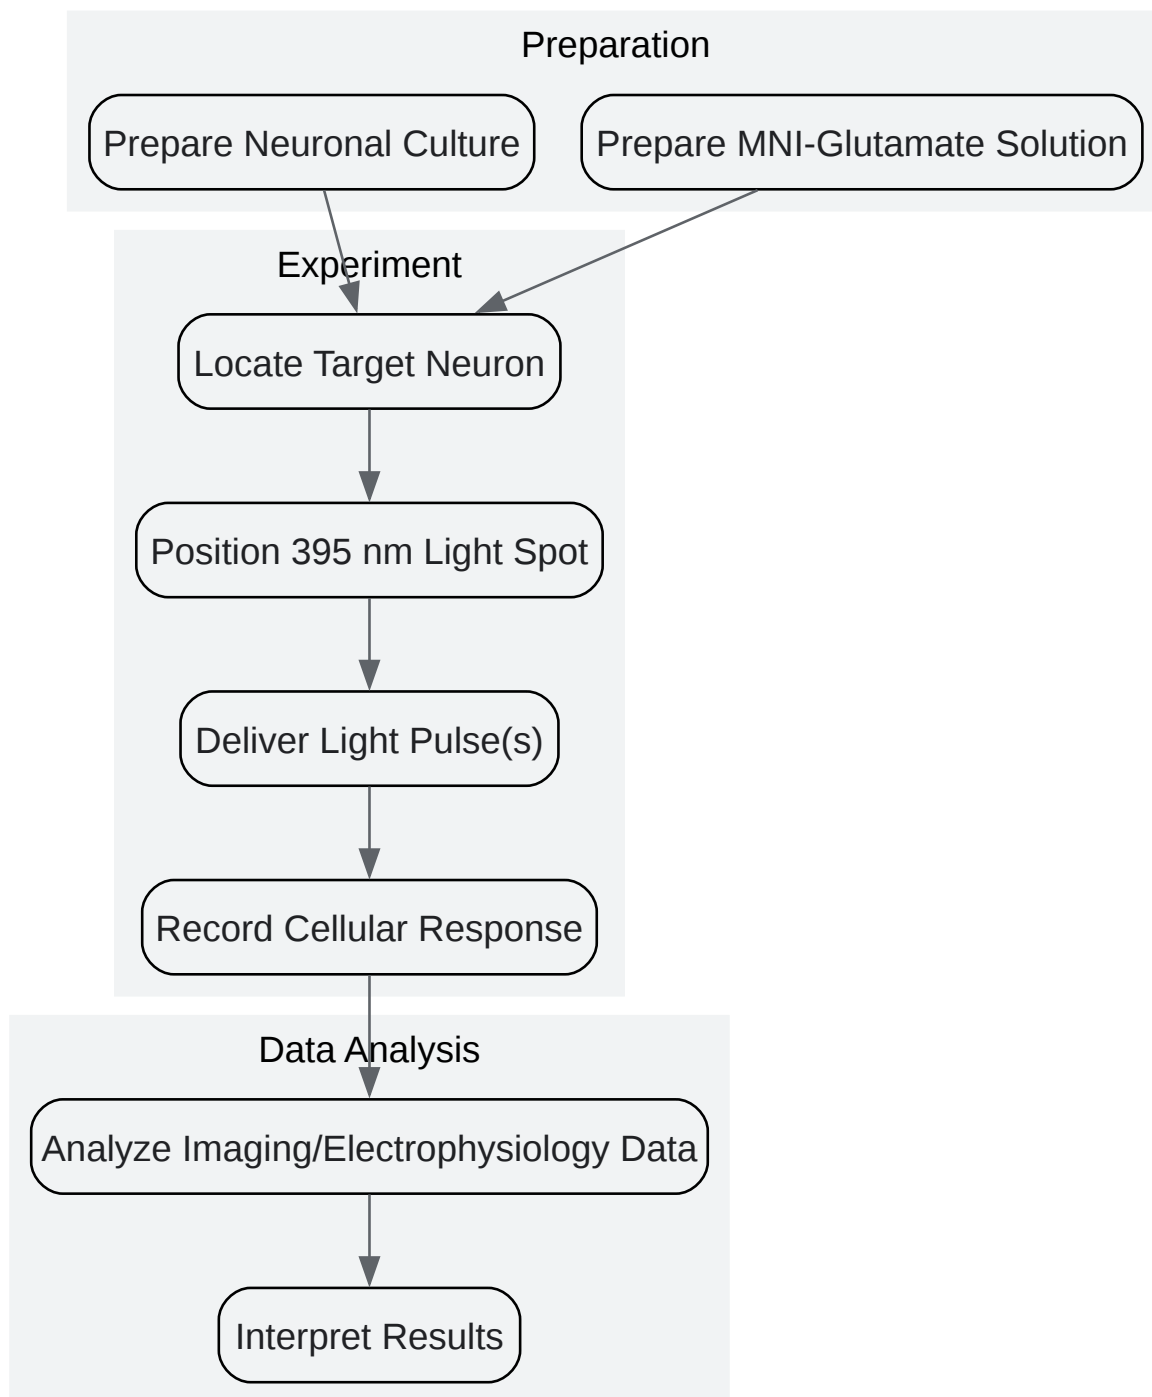 Preparation
Prepare Neuronal Culture
Prepare MNI-Glutamate Solution
Experiment
Locate Target Neuron
Position 395 nm Light Spot
Deliver Light Pulse(s)
Record Cellular Response
Data Analysis
Analyze Imaging/Electrophysiology Data
Interpret Results